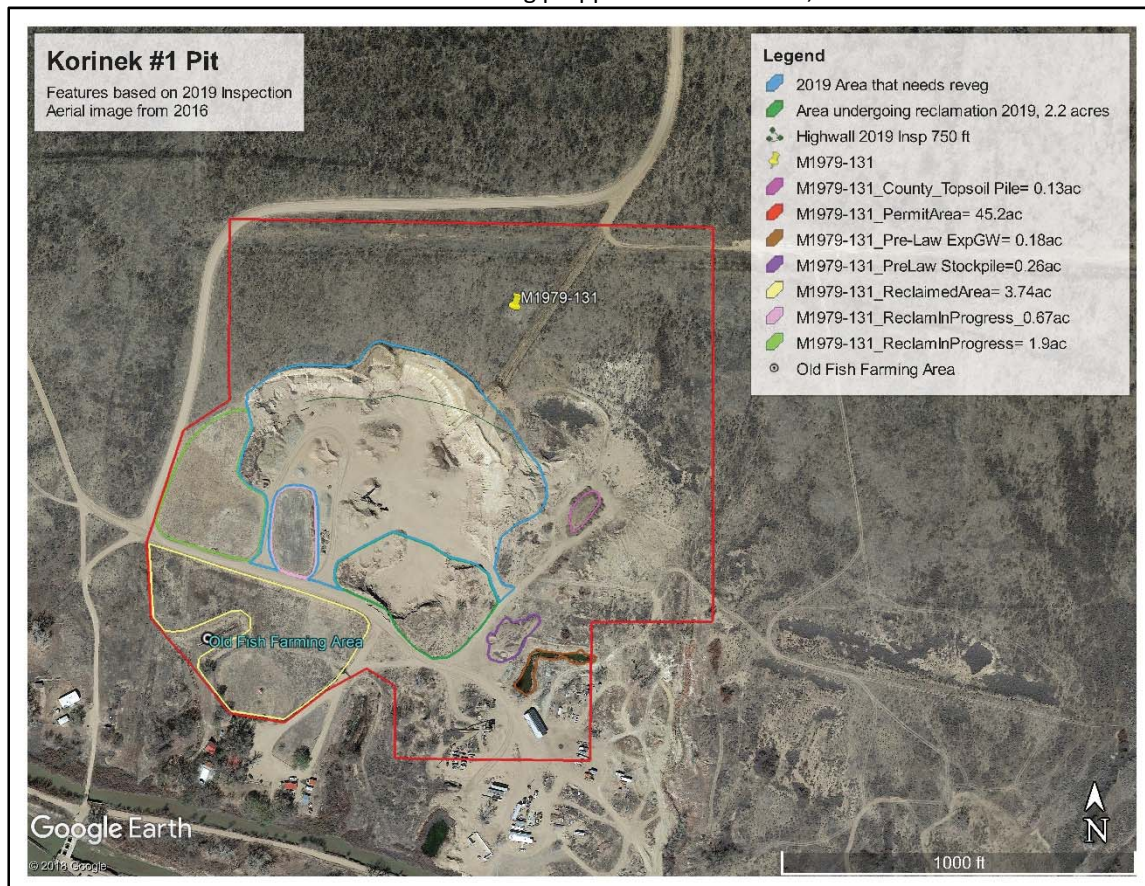 Korinek #1 Pit
Features based on 2019 Inspection
Aerial image from 2016
Legend
2019 Area that needs reveg
Area undergoing reclamation 2019, 2.2 acres
Highwall 2019 Insp 750 ft
M1979-131
M1979-131_County_Topsoil Pile= 0.13ac
M1979-131_PermitArea= 45.2ac
M1979-131_Pre-Law ExpGW= 0.18ac
M1979-131_PreLaw Stockpile=0.26ac
M1979-131_ReclaimedArea= 3.74ac
M1979-131_ReclamInProgress_0.67ac
M1979-131_ReclamInProgress= 1.9ac
Old Fish Farming Area
M1979-131
Old Fish Farming Area
Google Earth
© 2018 Google
N
1000 ft